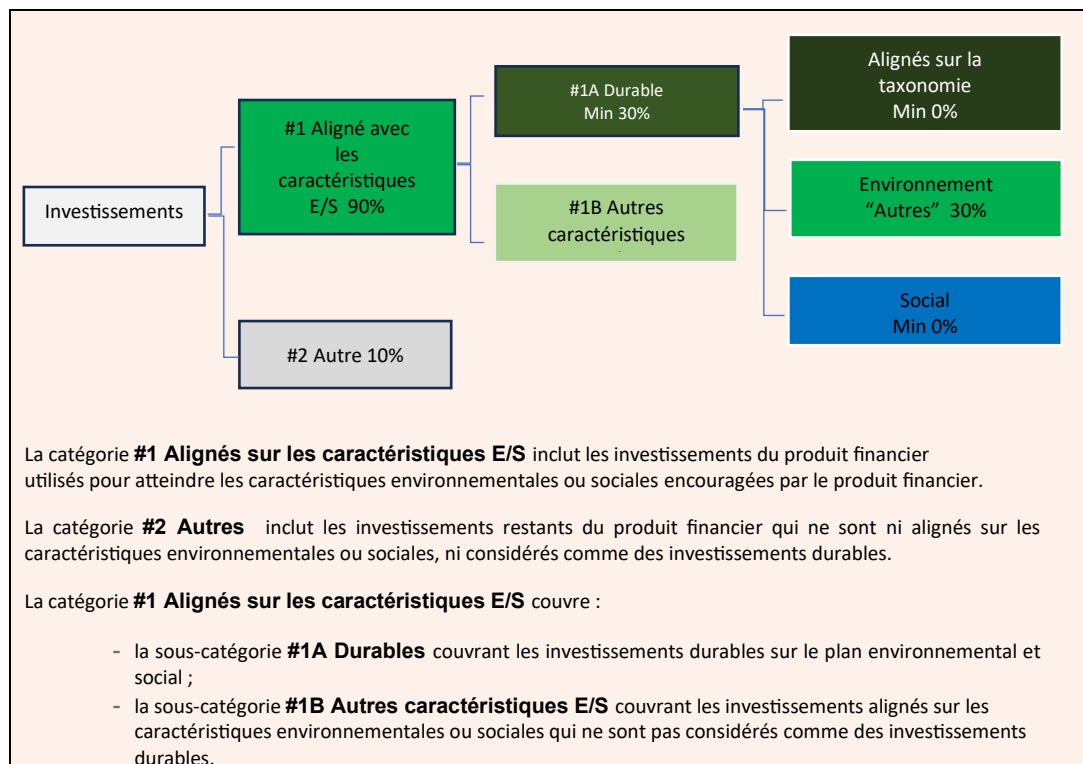 Investissements
#1 Aligné avec
les
caractéristiques
E/S 90%
#2 Autre 10%
#1A Durable
Min 30%
#1B Autres
caractéristiques
Alignés sur la
taxonomie
Min 0%
Environnement
“Autres” 30%
Social
Min 0%
La catégorie #1 Alignés sur les caractéristiques E/S inclut les investissements du produit financier
utilisés pour atteindre les caractéristiques environnementales ou sociales encouragées par le produit financier.
La catégorie #2 Autres inclut les investissements restants du produit financier qui ne sont ni alignés sur les
caractéristiques environnementales ou sociales, ni considérés comme des investissements durables.
La catégorie #1 Alignés sur les caractéristiques E/S couvre :
- la sous-catégorie #1A Durables couvrant les investissements durables sur le plan environnemental et
social ;
- la sous-catégorie #1B Autres caractéristiques E/S couvrant les investissements alignés sur les
caractéristiques environnementales ou sociales qui ne sont pas considérés comme des investissements
durables.